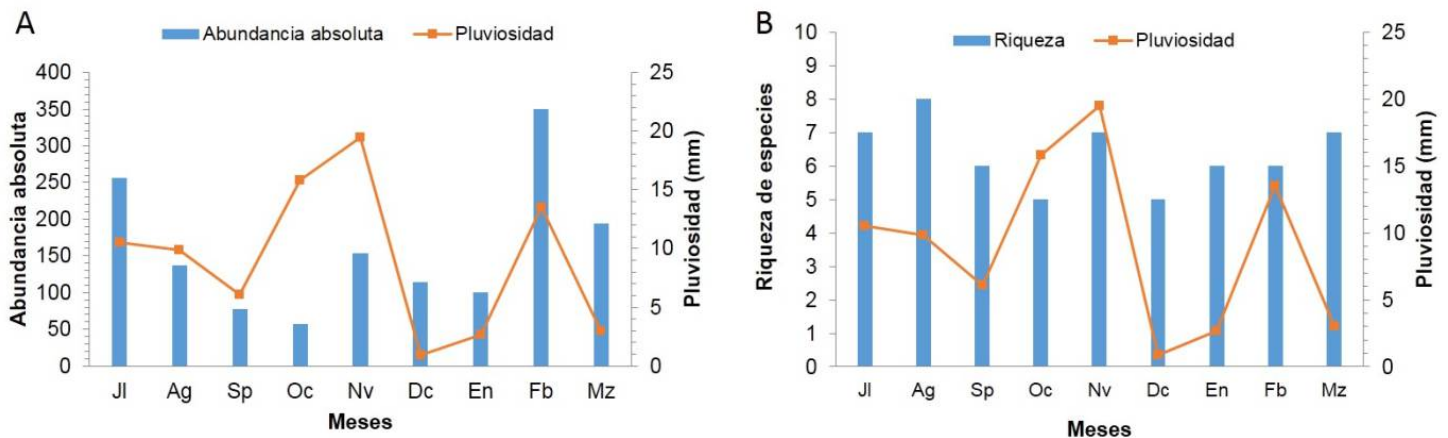 A
Abundancia absoluta
Pluviosidad
400
350
300
250
200
150
100
50
0
Abundancia absoluta
25
20
15
10
5
0
Pluviosidad (mm)
Jl Ag Sp Oc Nv Dc En Fb Mz
Meses
B
Riqueza
Pluviosidad
10
9
8
7
6
5
4
3
2
1
0
Riqueza de especies
25
20
15
10
5
0
Pluviosidad (mm)
Jl Ag Sp Oc Nv Dc En Fb Mz
Meses